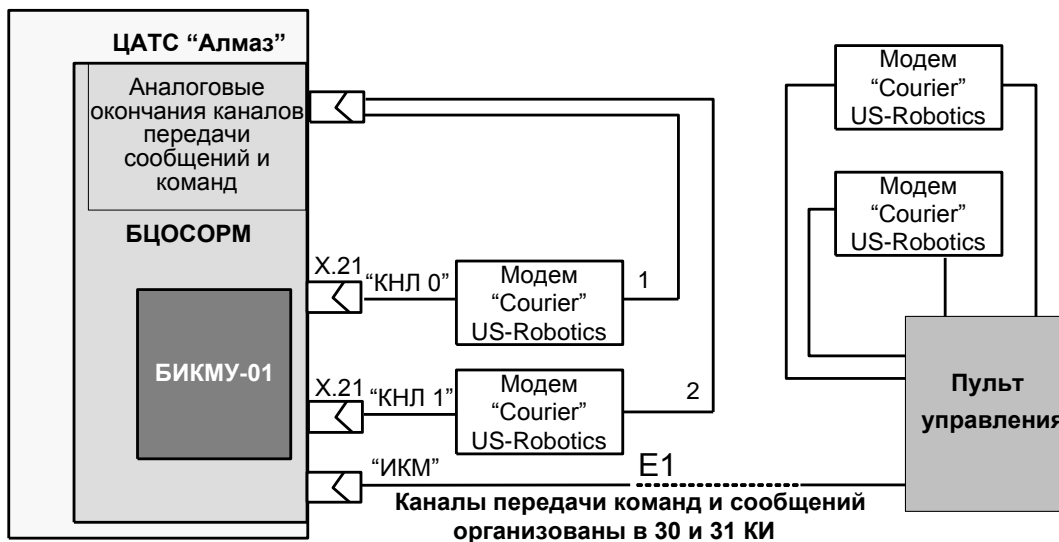 ЦАТС “Алмаз”
Аналоговые
окончания каналов
передачи
сообщений и
команд
БЦОСОРМ
X.21
“КНЛ 0”
Модем
“Courier”
US-Robotics
1
БИКМУ-01
X.21
“КНЛ 1”
Модем
“Courier”
US-Robotics
2
“ИКМ”
E1
Каналы передачи команд и сообщений
организованы в 30 и 31 КИ
Модем
“Courier”
US-Robotics
Модем
“Courier”
US-Robotics
Пульт
управления